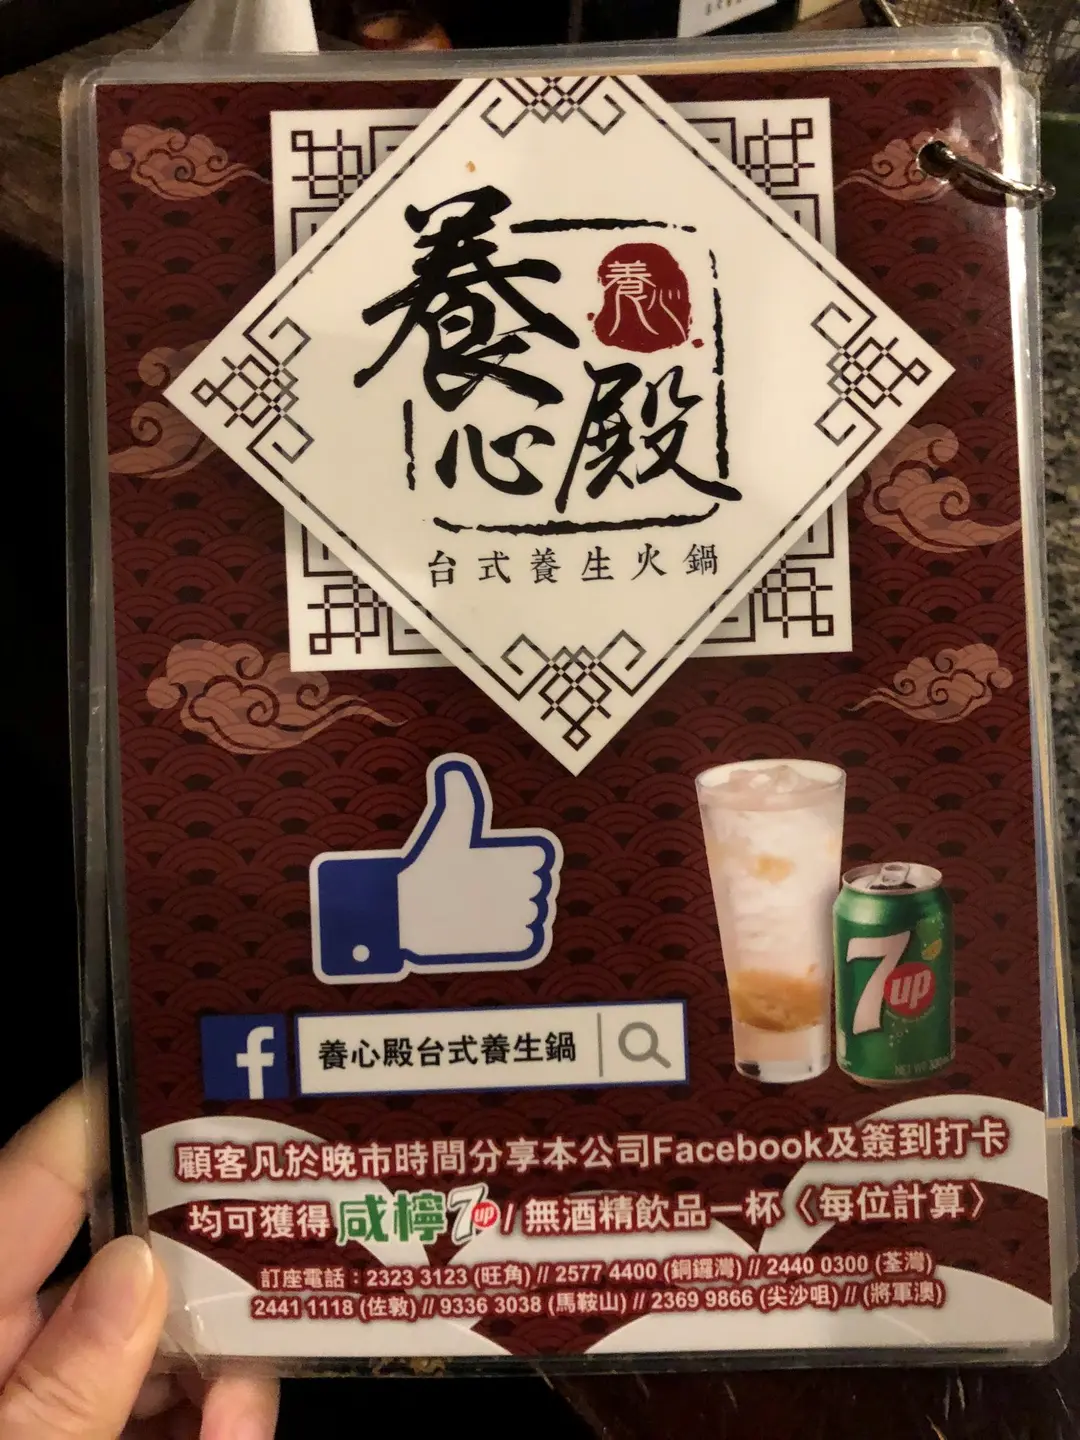 養心殿
養心
台式養生火鍋
7up
NET WT 330
f 養心殿台式養生鍋
顧客凡於晚市時間分享本公司Facebook及簽到打卡
均可獲得咸檸7up/無酒精飲品一杯〈每位計算〉
訂座電話：2323 3123 (旺角) // 2577 4400 (銅鑼灣) // 2440 0300 (荃灣)
2441 1118 (佐敦) // 9336 3038 (馬鞍山) // 2369 9866 (尖沙咀) // (將軍澳)